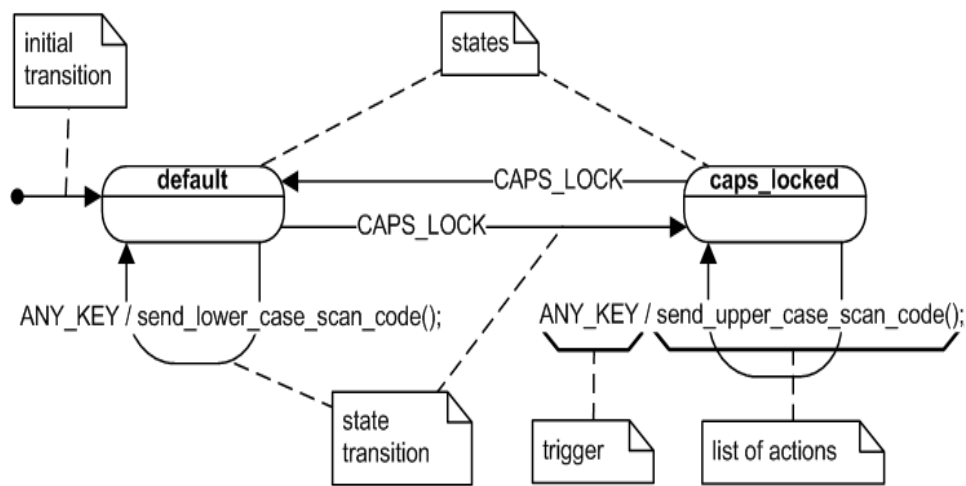 initial
transition
states
default
CAPS_LOCK
caps_locked
CAPS_LOCK
ANY_KEY / send_lower_case_scan_code();
ANY_KEY / send_upper_case_scan_code();
state
transition
trigger
list of actions